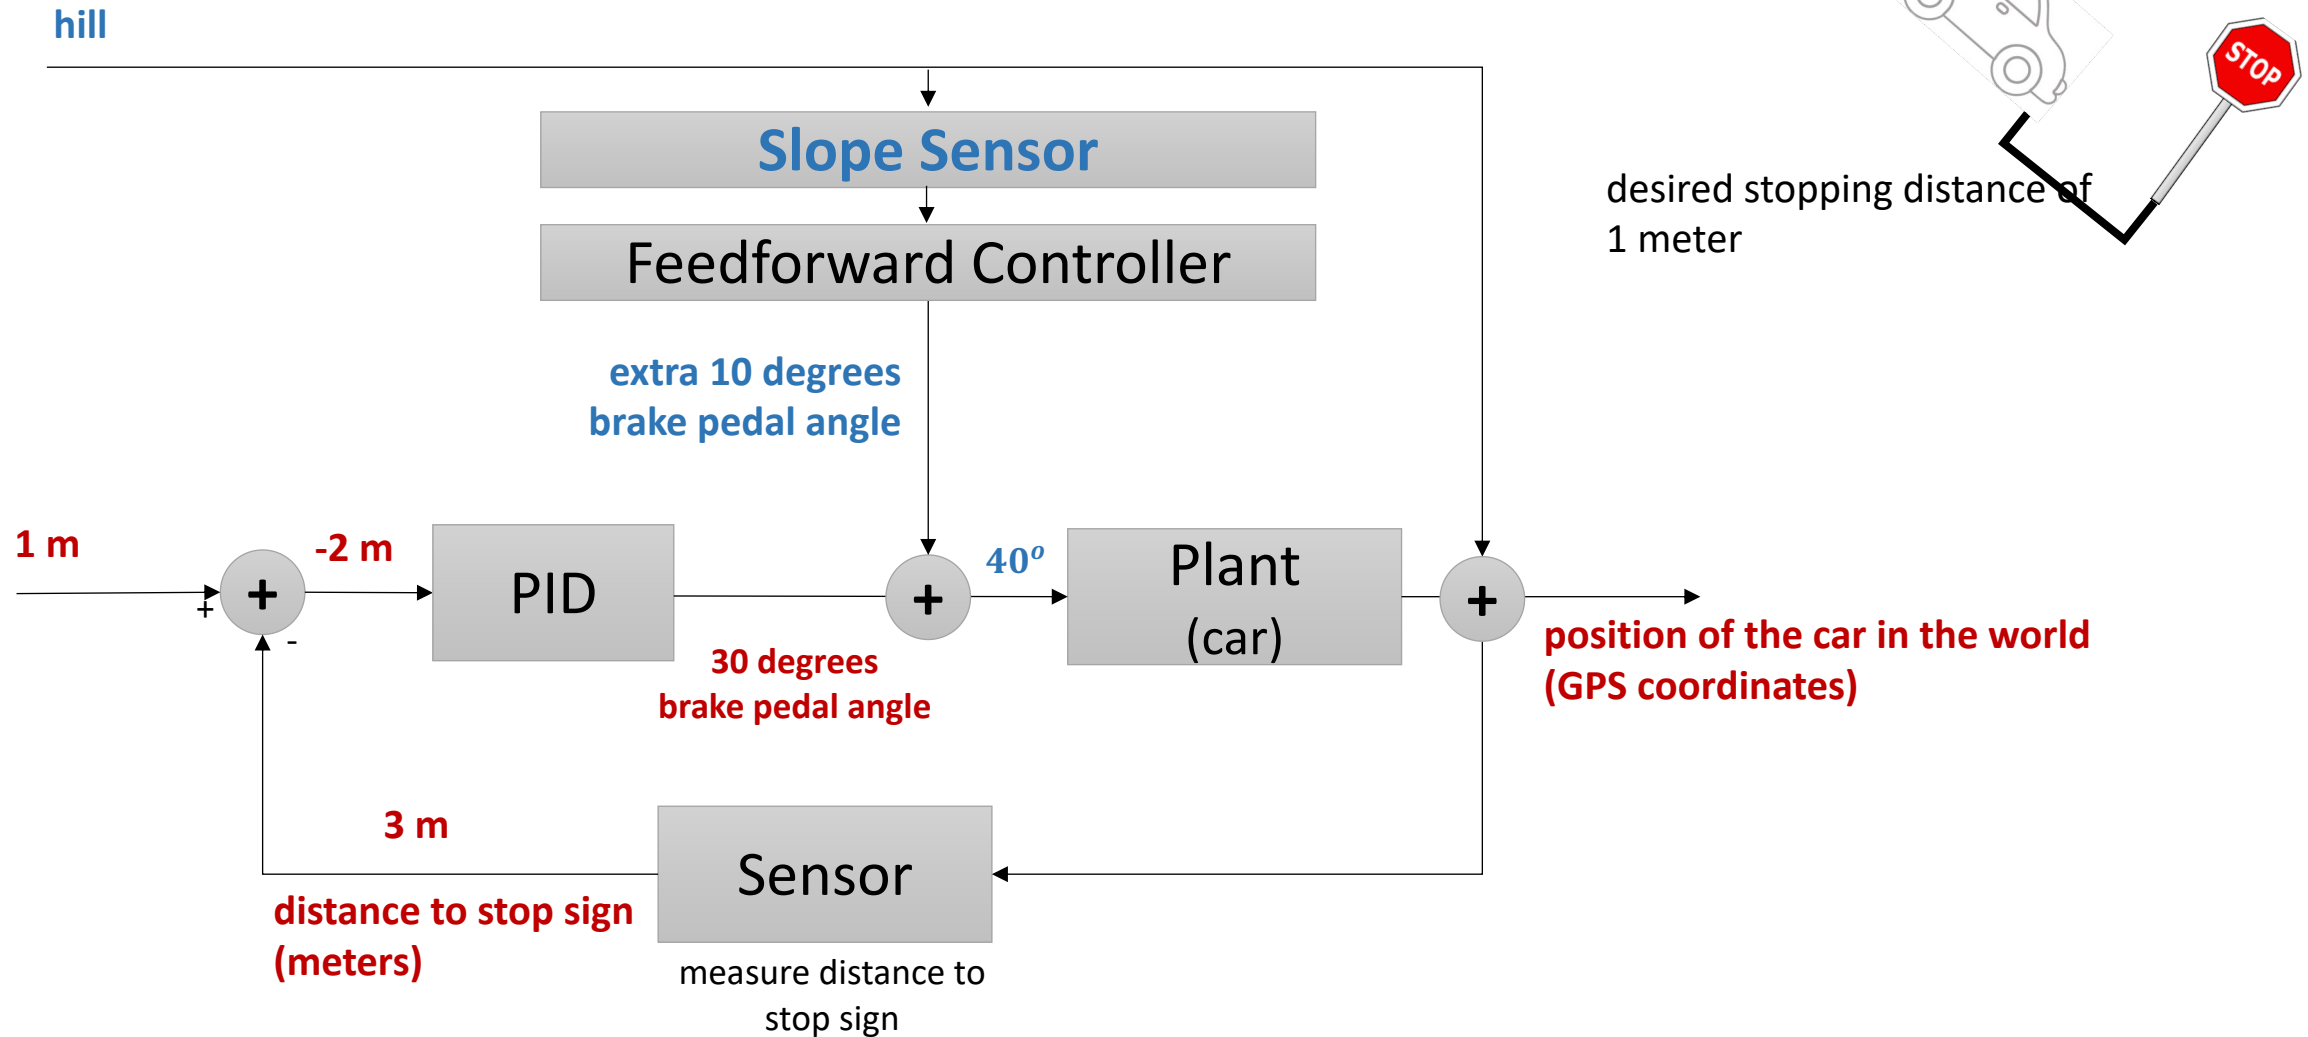 hill
STOP
Slope Sensor
desired stopping distance of
1 meter
Feedforward Controller
extra 10 degrees
brake pedal angle
1 m
-2 m
40°
+
+
-
PID
+
Plant
(car)
+
30 degrees
brake pedal angle
position of the car in the world
(GPS coordinates)
3 m
Sensor
distance to stop sign
(meters)
measure distance to
stop sign